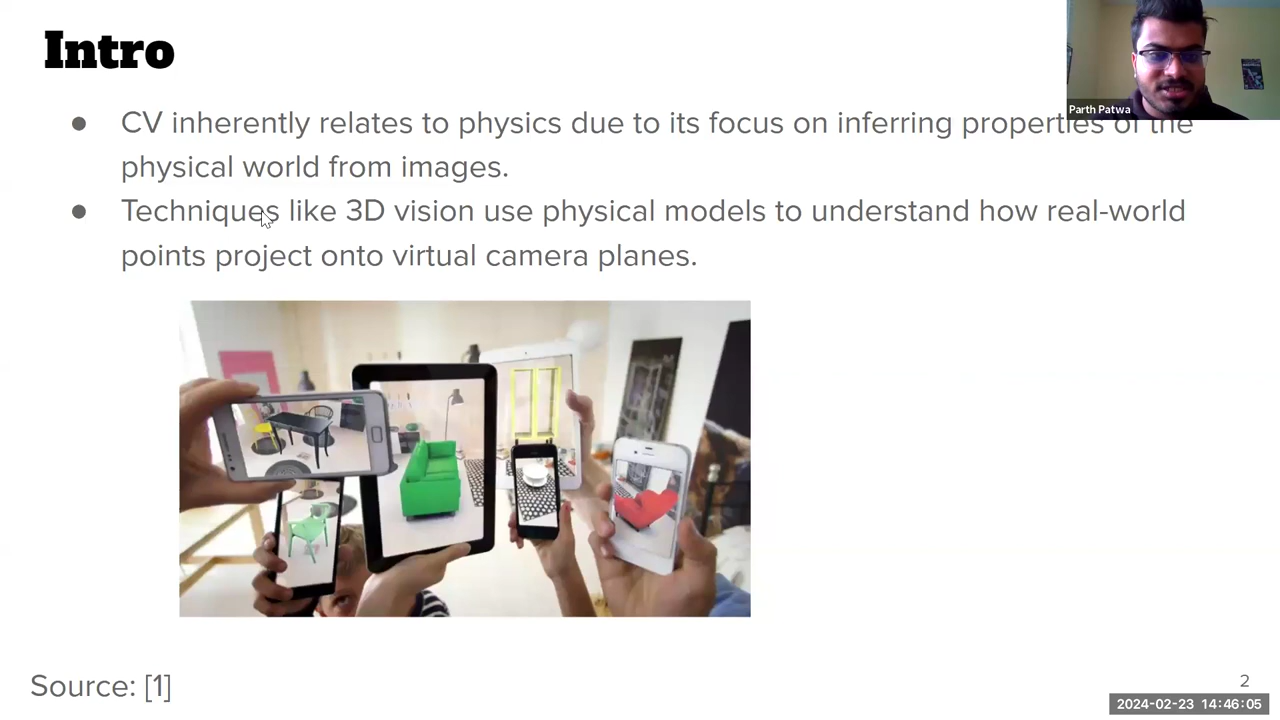 Intro
Parth Patwa
● CV inherently relates to physics due to its focus on inferring properties of the
physical world from images.
● Techniques like 3D vision use physical models to understand how real-world
points project onto virtual camera planes.
Source: [1]
2
2024-02-23 14:46:05